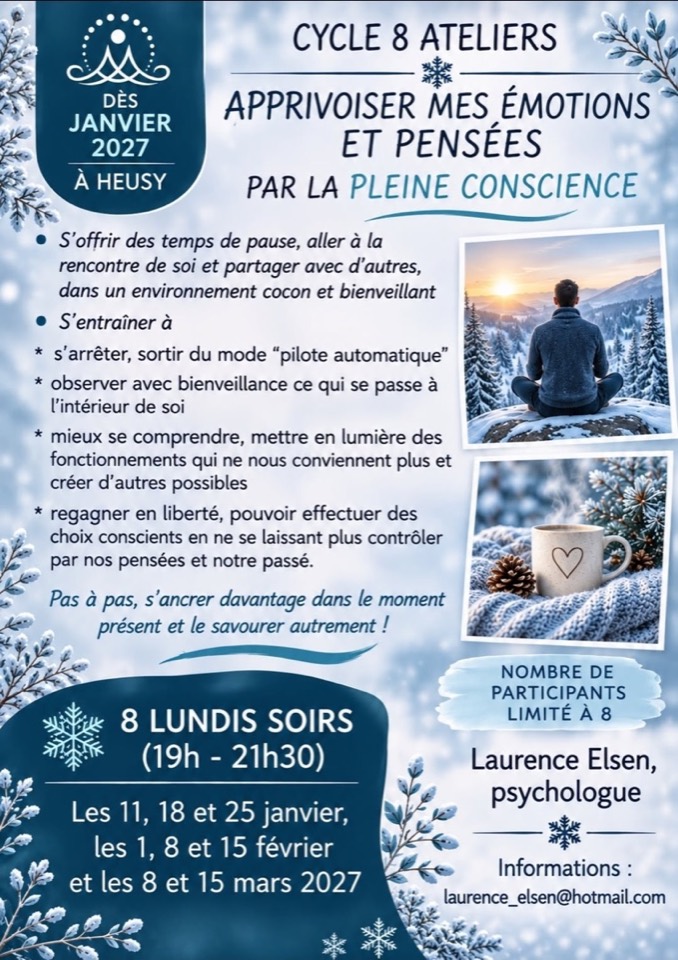 DÈS
JANVIER
2027
À HEUSY
CYCLE 8 ATELIERS
APPRIVOISER MES ÉMOTIONS
ET PENSÉES
PAR LA PLEINE CONSCIENCE
• S'offrir des temps de pause, aller à la
rencontre de soi et partager avec d'autres,
dans un environnement cocon et bienveillant
• S'entraîner à
* s'arrêter, sortir du mode "pilote automatique"
* observer avec bienveillance ce qui se passe à
l'intérieur de soi
* mieux se comprendre, mettre en lumière des
fonctionnements qui ne nous conviennent plus et
créer d'autres possibles
* regagner en liberté, pouvoir effectuer des
choix conscients en ne se laissant plus contrôler
par nos pensées et notre passé.
Pas à pas, s'ancrer davantage dans le moment
présent et le savourer autrement !
8 LUNDIS SOIRS
(19h - 21h30)
Les 11, 18 et 25 janvier,
les 1, 8 et 15 février
et les 8 et 15 mars 2027
NOMBRE DE
PARTICIPANTS
LIMITÉ À 8
Laurence Elsen,
psychologue
Informations :
laurence_elsen@hotmail.com